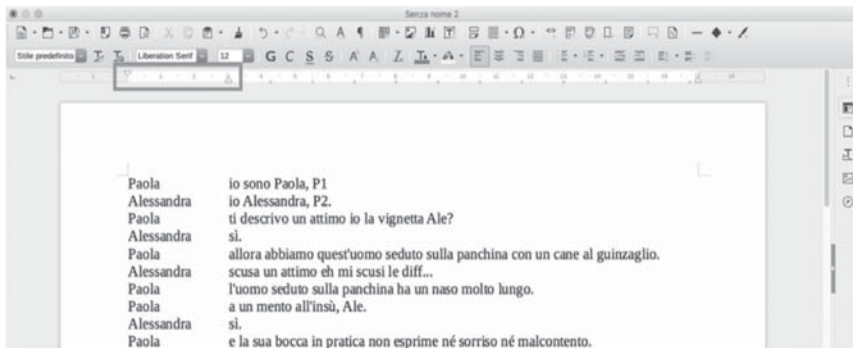 Senza nome 2
Stile predefinito Liberation Serif 12 G C S S
Paola io sono Paola, P1
Alessandra io Alessandra, P2.
Paola ti descrivo un attimo io la vignetta Ale?
Alessandra sì.
Paola allora abbiamo quest'uomo seduto sulla panchina con un cane al guinzaglio.
Alessandra scusa un attimo eh mi scusi le diff...
Paola l'uomo seduto sulla panchina ha un naso molto lungo.
Paola a un mento all'insù, Ale.
Alessandra sì.
Paola e la sua bocca in pratica non esprime né sorriso né malcontento.